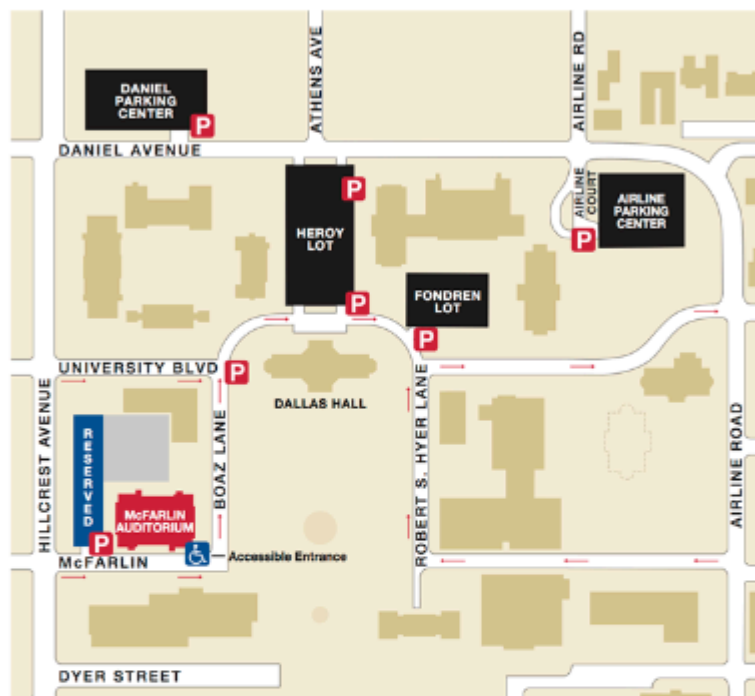 ATHENS AVE
AIRLINE RD
DANIEL
PARKING
CENTER
P
DANIEL AVENUE
P
HEROY
LOT
AIRLINE
COURT
AIRLINE
PARKING
CENTER
P
P
FONDREN
LOT
P
UNIVERSITY BLVD
P
DALLAS HALL
HILLCREST AVENUE
RESERVED
BOAZ LANE
ROBERT S. HYER LANE
AIRLINE ROAD
McFARLIN
AUDITORIUM
P
Accessible Entrance
McFARLIN
DYER STREET